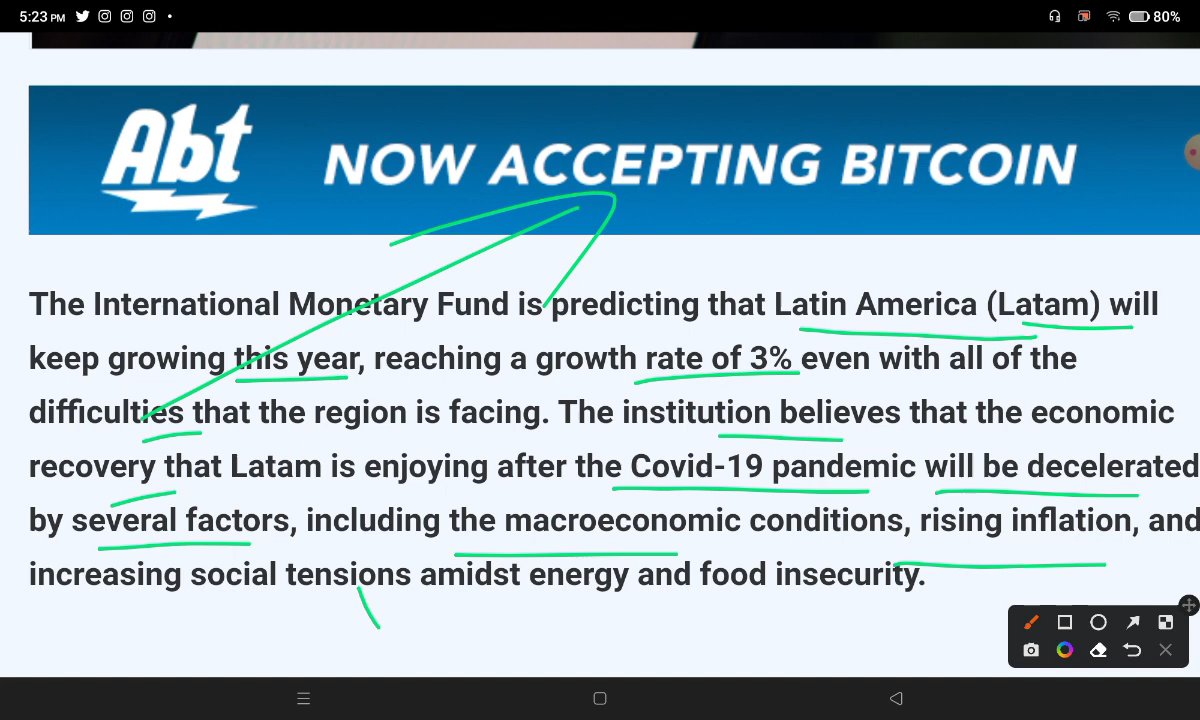 5:23 PM
80%
Abt
NOW ACCEPTING BITCOIN
The International Monetary Fund is predicting that Latin America (Latam) will
keep growing this year, reaching a growth rate of 3% even with all of the
difficulties that the region is facing. The institution believes that the economic
recovery that Latam is enjoying after the Covid-19 pandemic will be decelerated
by several factors, including the macroeconomic conditions, rising inflation, and
increasing social tensions amidst energy and food insecurity.